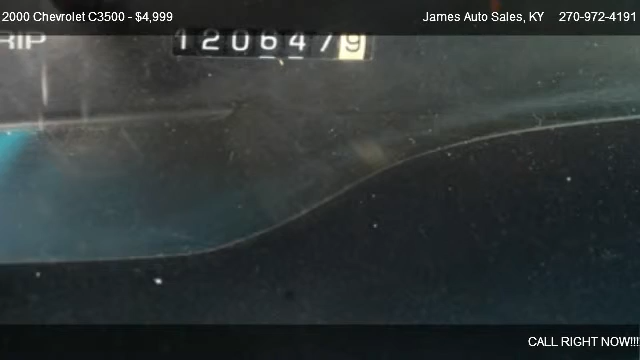 2000 Chevrolet C3500 - $4,999
James Auto Sales, KY 270-972-4191
RIP
1206479
CALL RIGHT NOW!!!